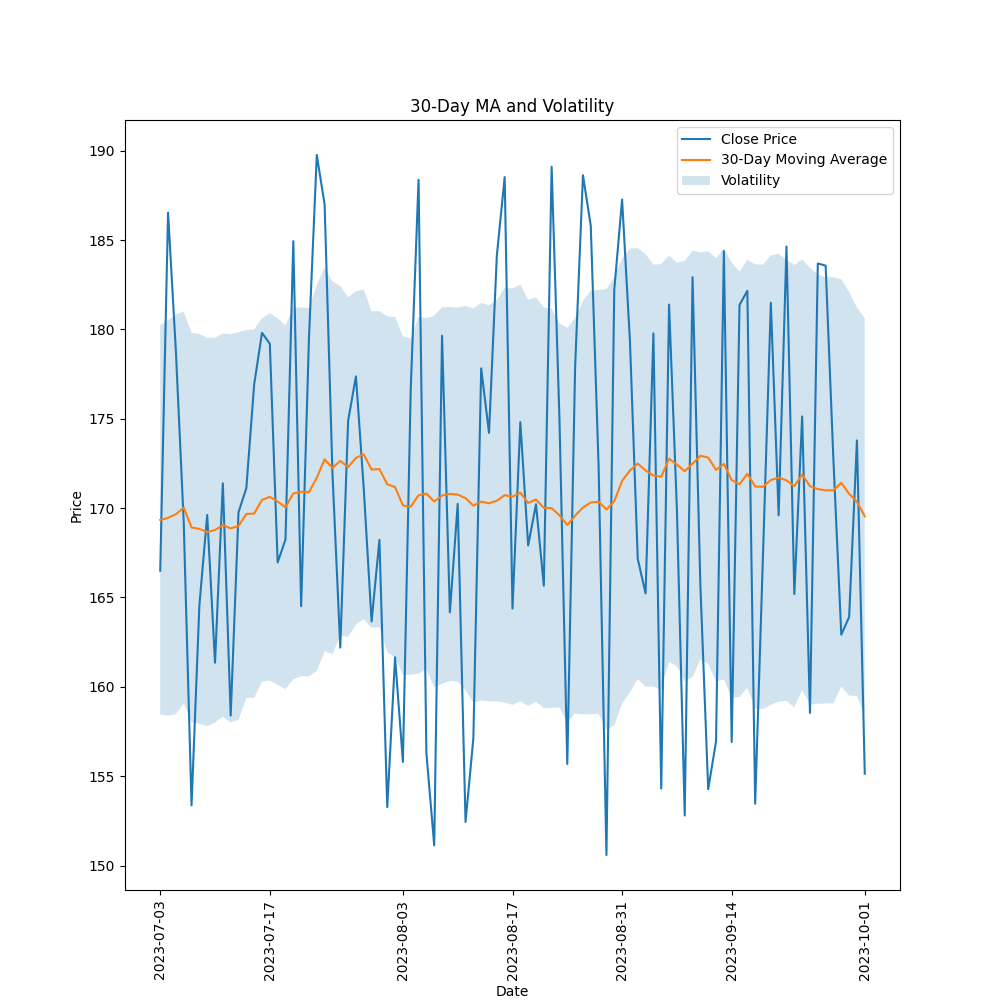 30-Day MA and Volatility
Close Price
30-Day Moving Average
Volatility
Price
190
185
180
175
170
165
160
155
150
2023-07-03
2023-07-17
2023-08-03
2023-08-17
2023-08-31
2023-09-14
2023-10-01
Date